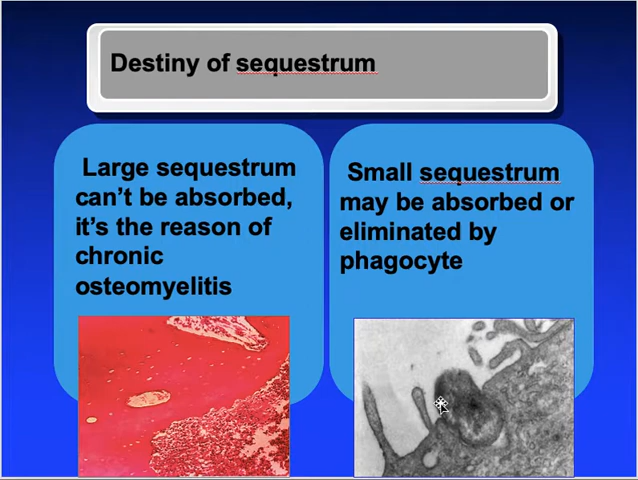 Destiny of sequestrum
Large sequestrum
can't be absorbed,
it's the reason of
chronic
osteomyelitis
Small sequestrum
may be absorbed or
eliminated by
phagocyte